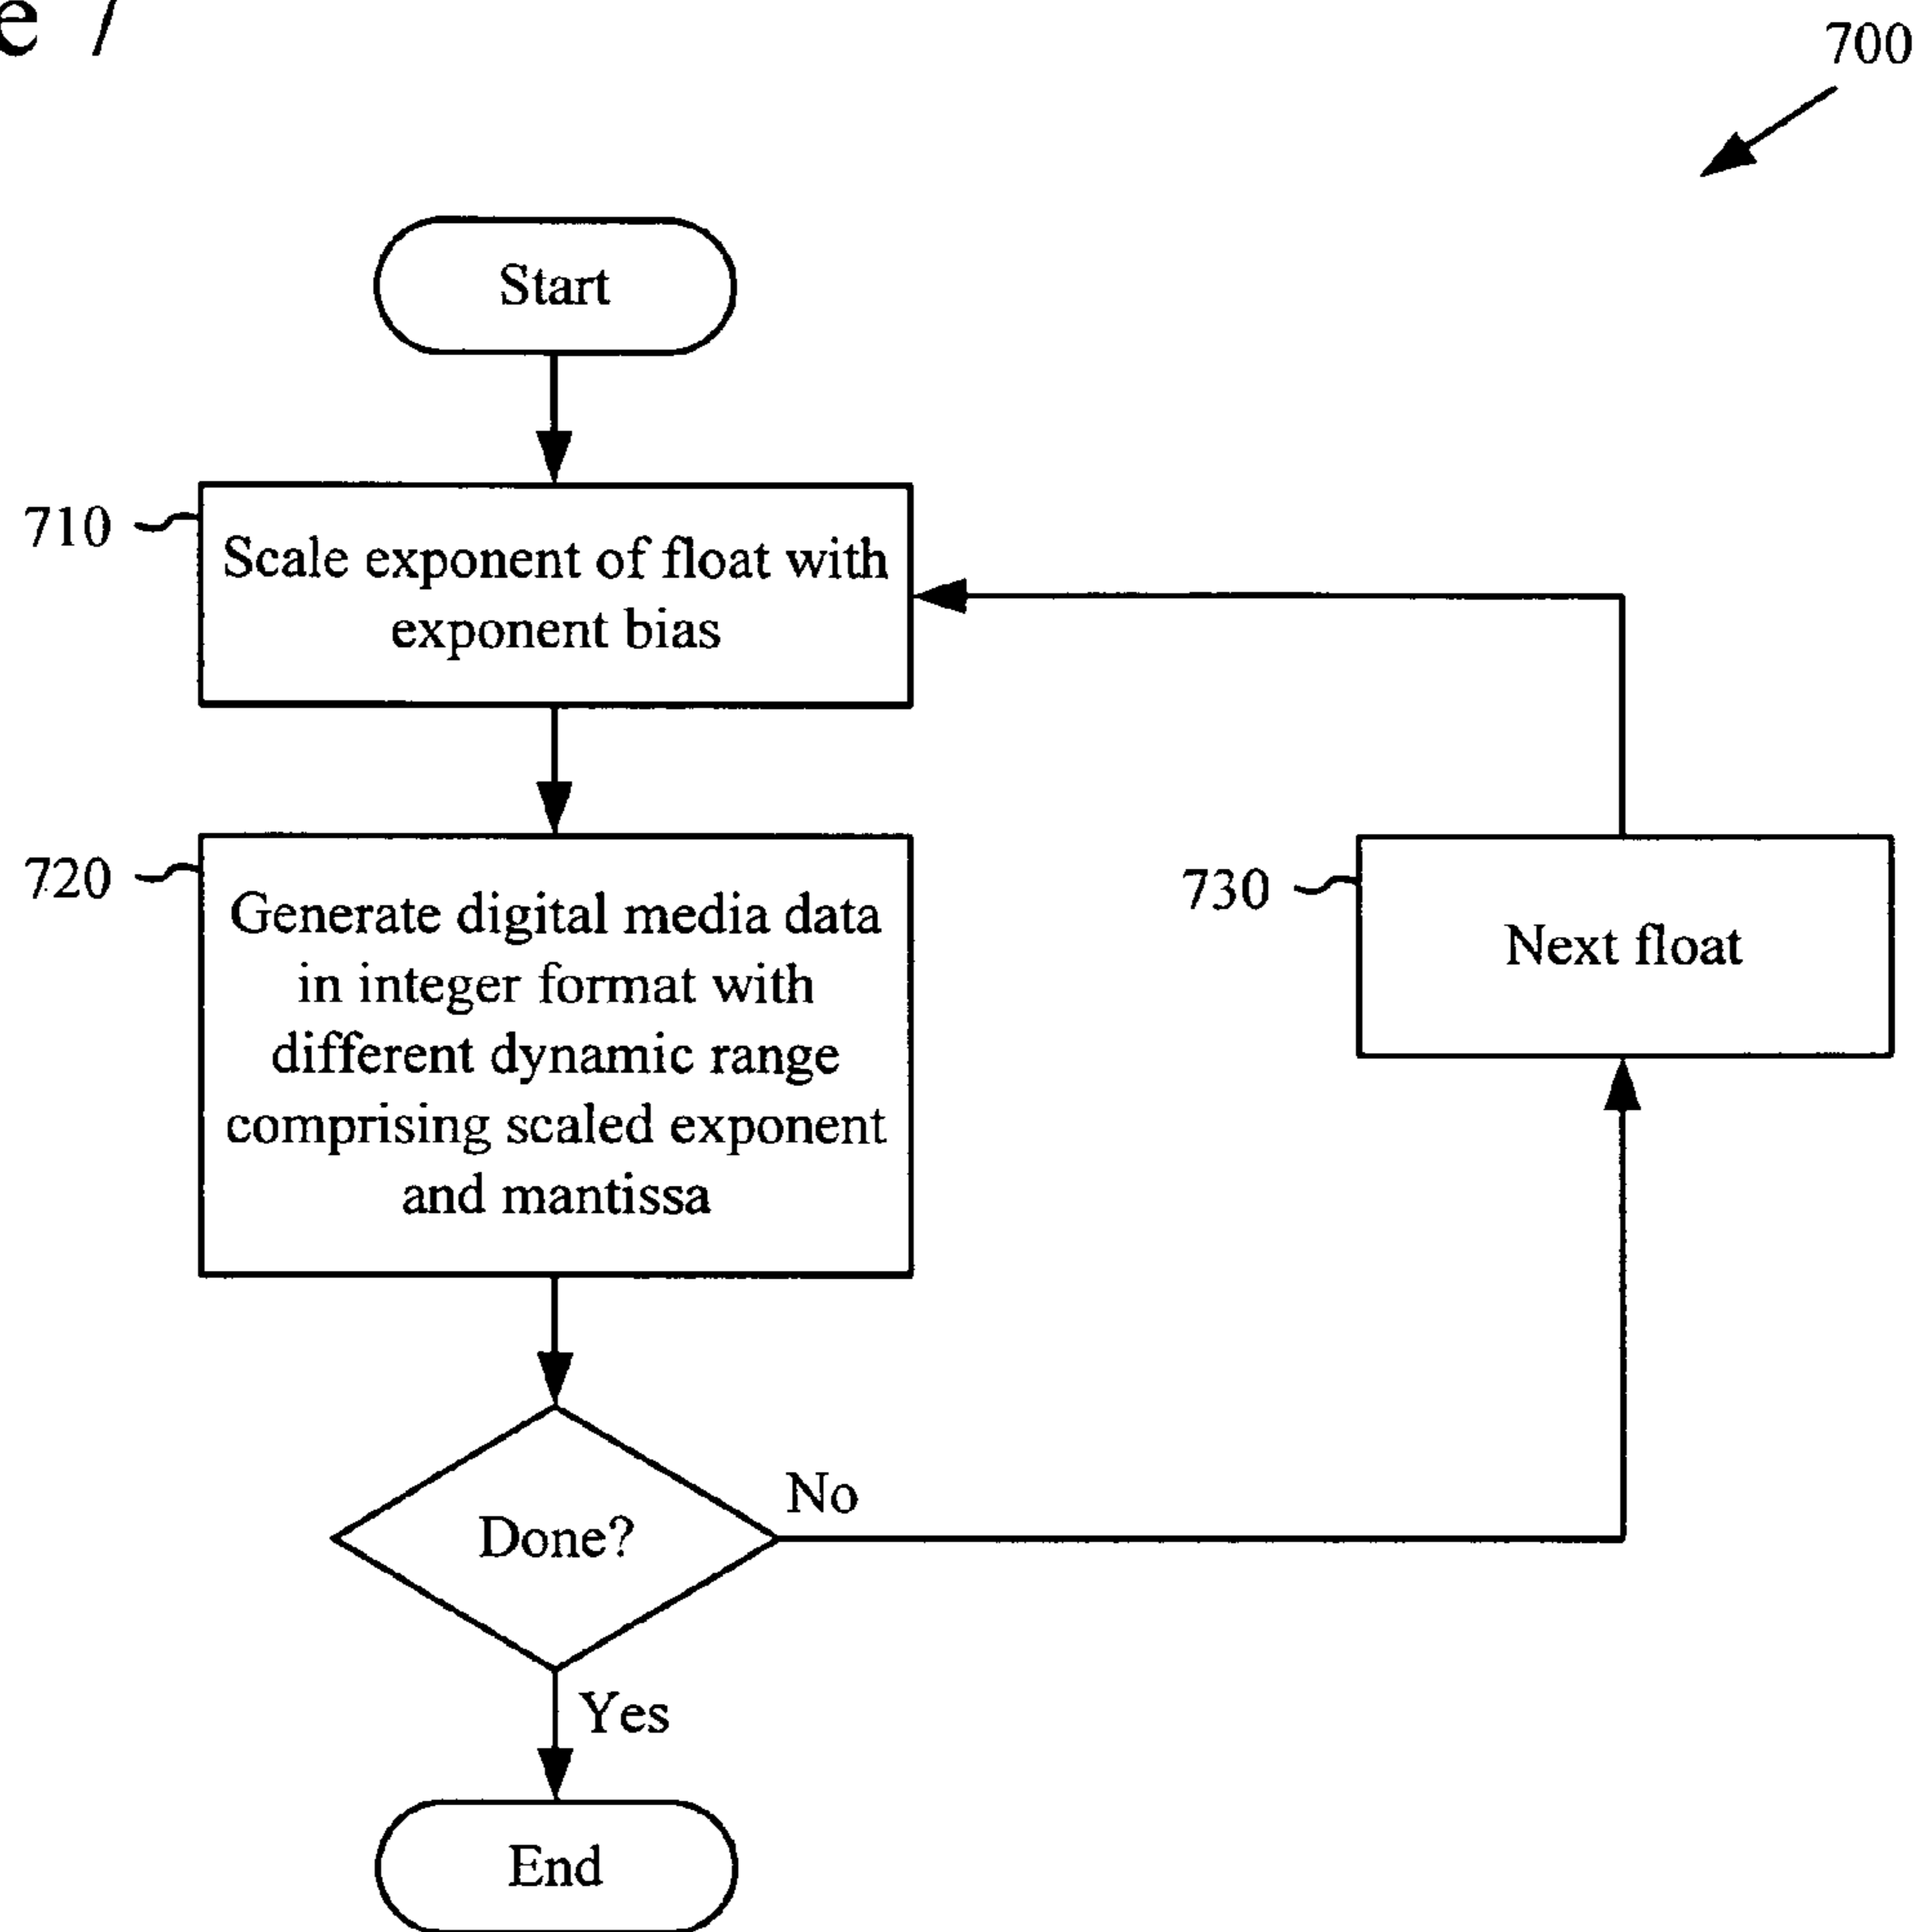 700
Start
710
Scale exponent of float with
exponent bias
720
Generate digital media data
in integer format with
different dynamic range
comprising scaled exponent
and mantissa
730
Next float
Done?
No
Yes
End